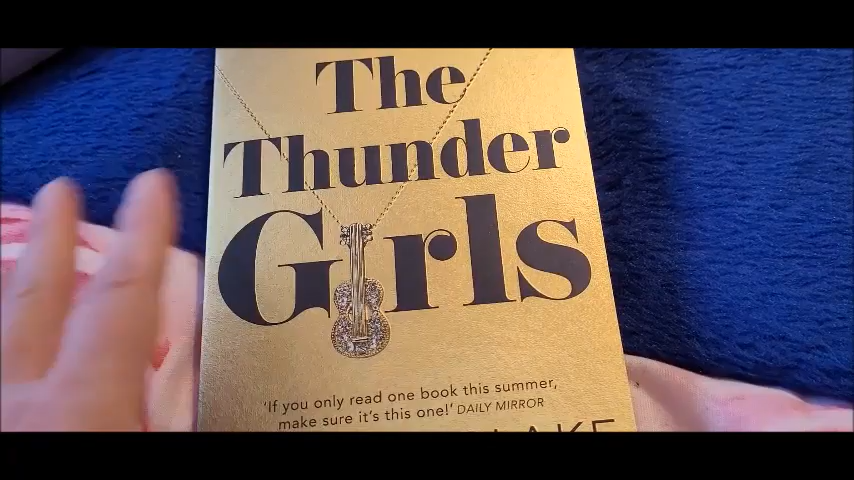 The
Thunder
Girls
'If you only read one book this summer,
make sure it's this one!' DAILY MIRROR